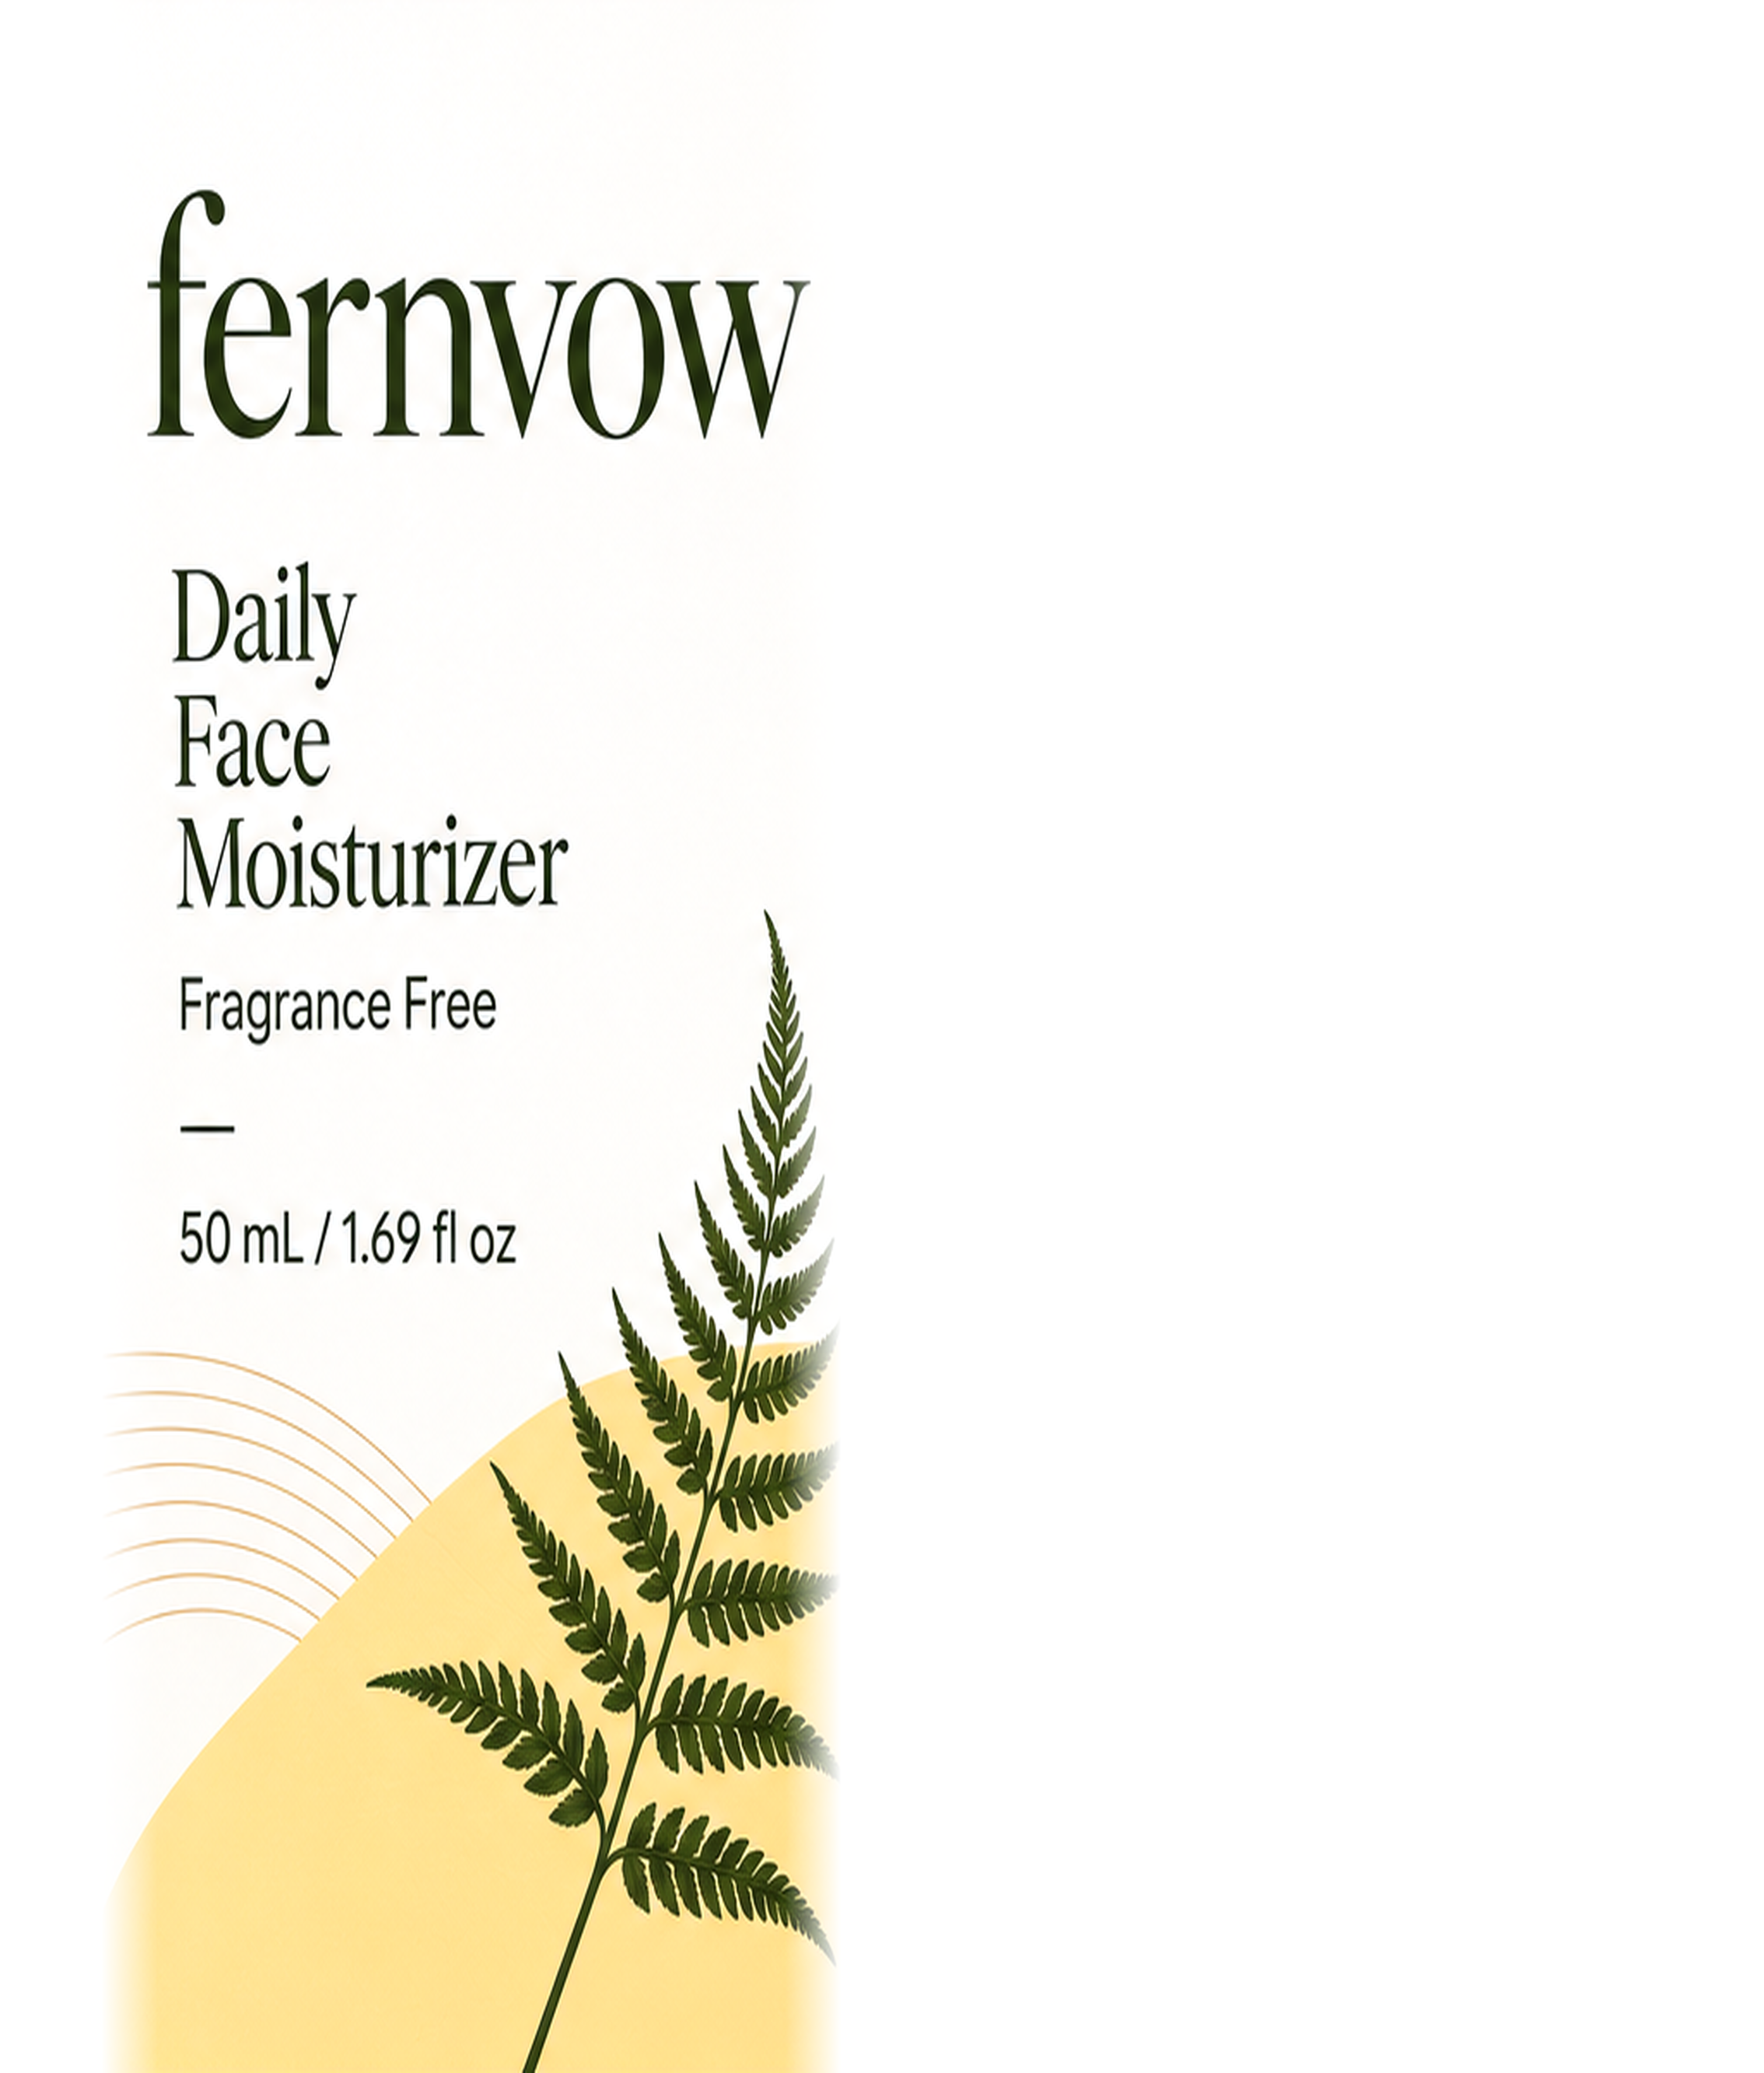 fernvow
Daily
Face
Moisturizer
Fragrance Free
50 mL / 1.69 fl oz